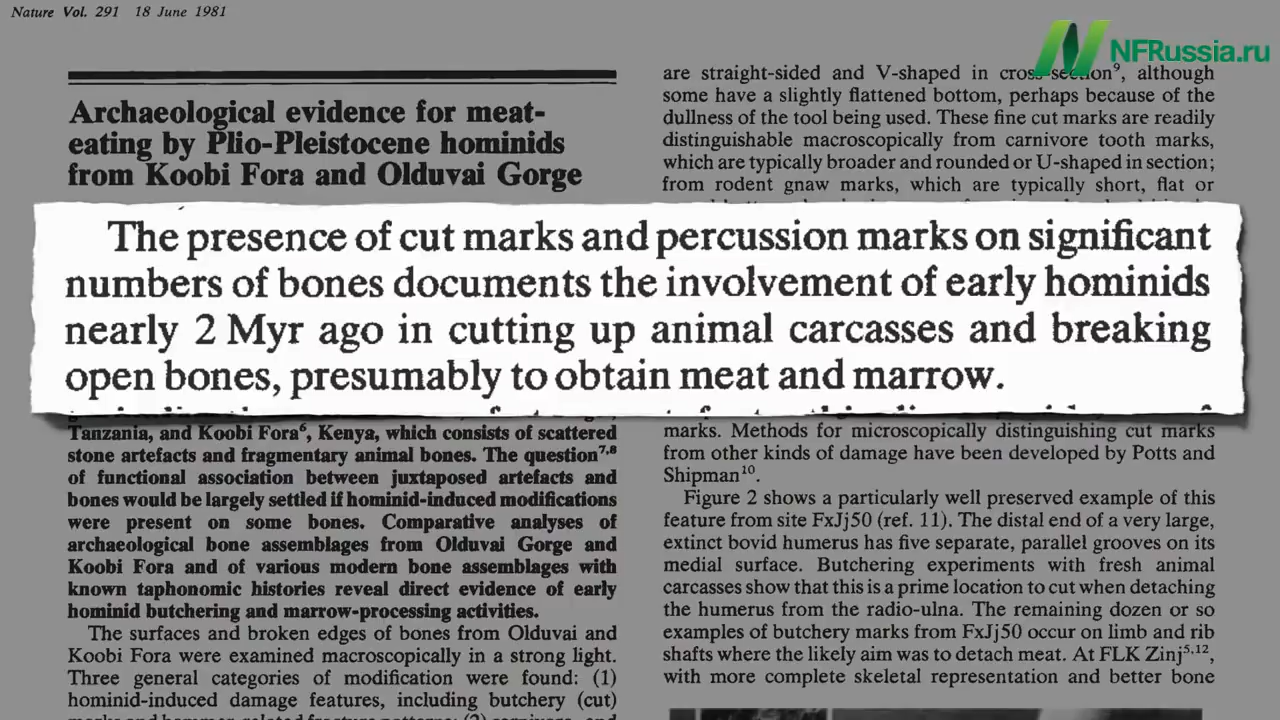 Nature Vol. 291 18 June 1981
NFRussia.ru
Archaeological evidence for meat-
eating by Plio-Pleistocene hominids
from Koobi Fora and Olduvai Gorge
The presence of cut marks and percussion marks on significant
numbers of bones documents the involvement of early hominids
nearly 2 Myr ago in cutting up animal carcasses and breaking
open bones, presumably to obtain meat and marrow.
Tanzania, and Koobi Fora⁶, Kenya, which consists of scattered
stone artefacts and fragmentary animal bones. The question⁷,⁸
of functional association between juxtaposed artefacts and
bones would be largely settled if hominid-induced modifications
were present on some bones. Comparative analyses of
archaeological bone assemblages from Olduvai Gorge and
Koobi Fora and of various modern bone assemblages with
known taphonomic histories reveal direct evidence of early
hominid butchering and marrow-processing activities.
The surfaces and broken edges of bones from Olduvai and
Koobi Fora were examined macroscopically in a strong light.
Three general categories of modification were found: (1)
hominid-induced damage features, including butchery (cut)
are straight-sided and V-shaped in cross-section⁹, although
some have a slightly flattened bottom, perhaps because of the
dullness of the tool being used. These fine cut marks are readily
distinguishable macroscopically from carnivore tooth marks,
which are typically broader and rounded or U-shaped in section;
from rodent gnaw marks, which are typically short, flat or
marks. Methods for microscopically distinguishing cut marks
from other kinds of damage have been developed by Potts and
Shipman¹⁰.
Figure 2 shows a particularly well preserved example of this
feature from site FxJj50 (ref. 11). The distal end of a very large,
extinct bovid humerus has five separate, parallel grooves on its
medial surface. Butchering experiments with fresh animal
carcasses show that this is a prime location to cut when detaching
the humerus from the radio-ulna. The remaining dozen or so
examples of butchery marks from FxJj50 occur on limb and rib
shafts where the likely aim was to detach meat. At FLK Zinj⁵,¹²,
with more complete skeletal representation and better bone